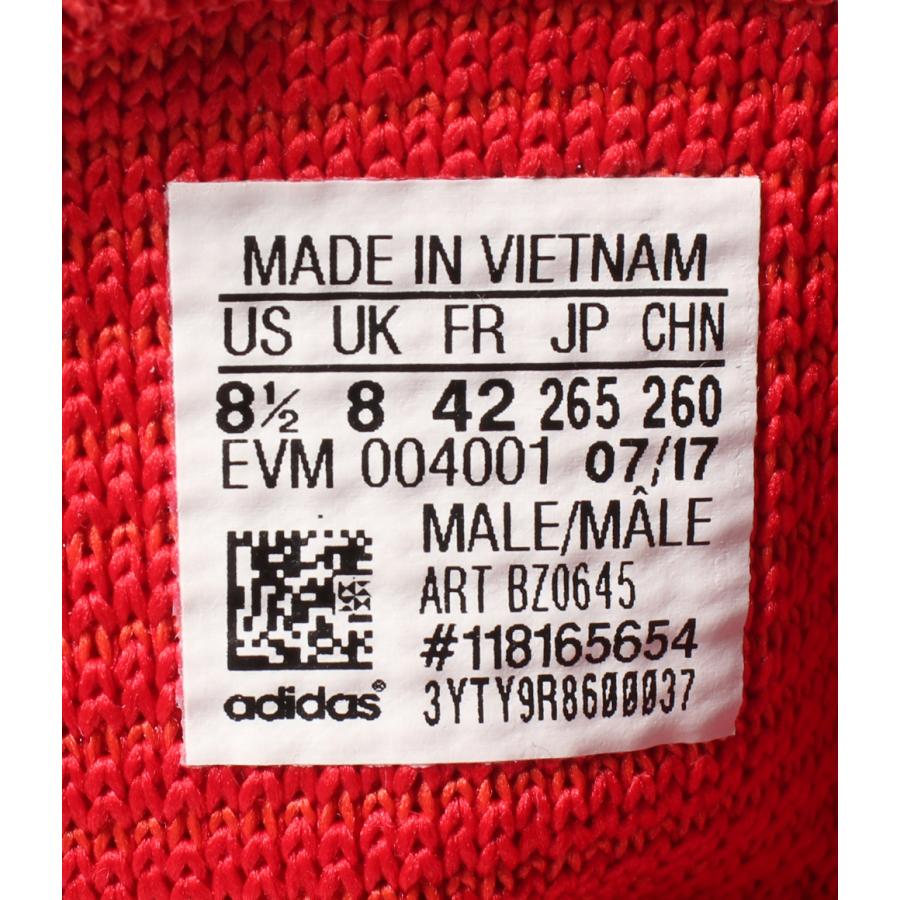 MADE IN VIETNAM
US UK FR JP CHN
8½ 8 42 265 260
EVM 004001 07/17
MALE/MÂLE
ART BZ0645
#118165654
adidas® 3YTY9R8600037